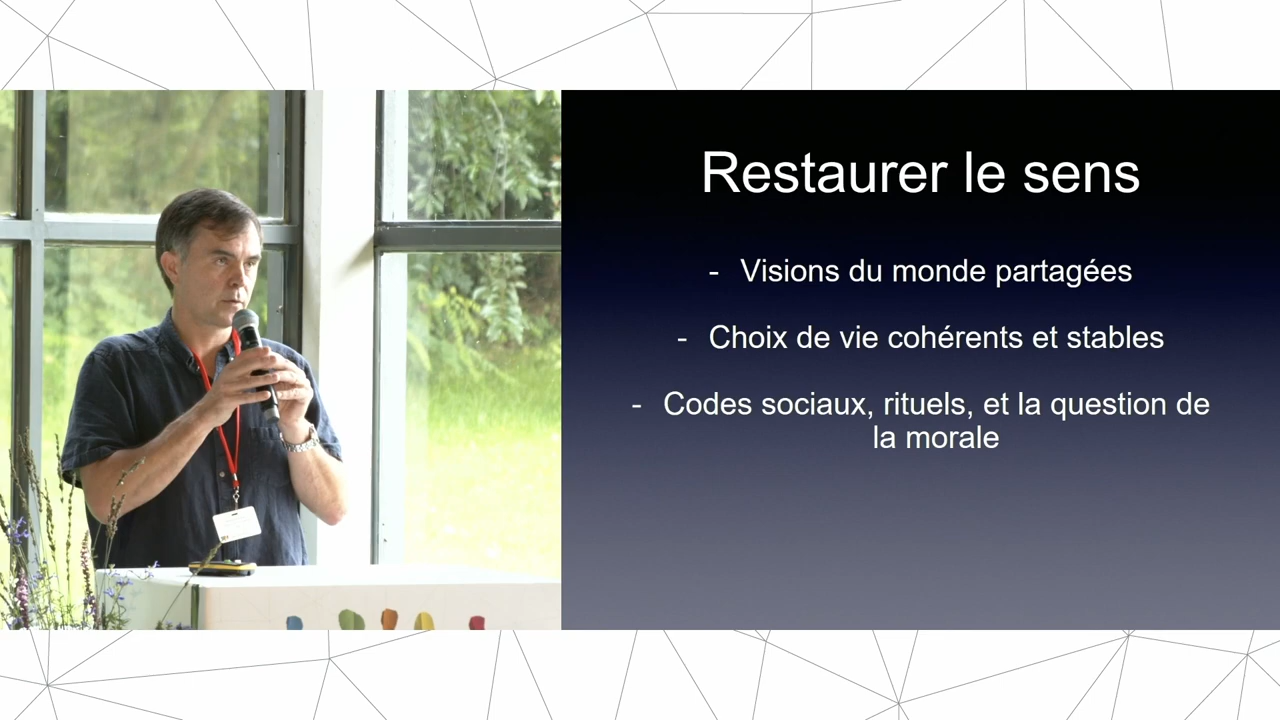 Restaurer le sens
- Visions du monde partagées
- Choix de vie cohérents et stables
- Codes sociaux, rituels, et la question de
la morale